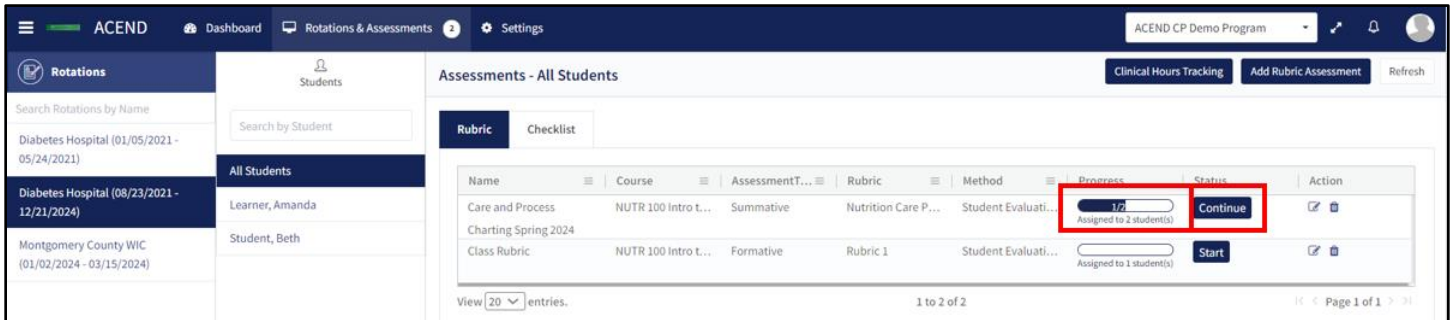 ACEND Dashboard Rotations & Assessments 2 Settings ACEND CP Demo Program
Rotations
Search Rotations by Name
Diabetes Hospital (01/05/2021 -
05/24/2021)
Diabetes Hospital (08/23/2021 -
12/21/2024)
Montgomery County WIC
(01/02/2024 - 03/15/2024)
Students
Search by Student
All Students
Learner, Amanda
Student, Beth
Assessments - All Students
Clinical Hours Tracking Add Rubric Assessment Refresh
Rubric Checklist
Name Course AssessmentT... Rubric Method Progress Status Action
Care and Process NUTR 100 Intro t... Summative Nutrition Care P... Student Evaluati... 1/2 Continue
Assigned to 2 student(s)
Charting Spring 2024
Class Rubric NUTR 100 Intro t... Formative Rubric 1 Student Evaluati... Start
Assigned to 1 student(s)
View 20 entries. 1 to 2 of 2 Page 1 of 1